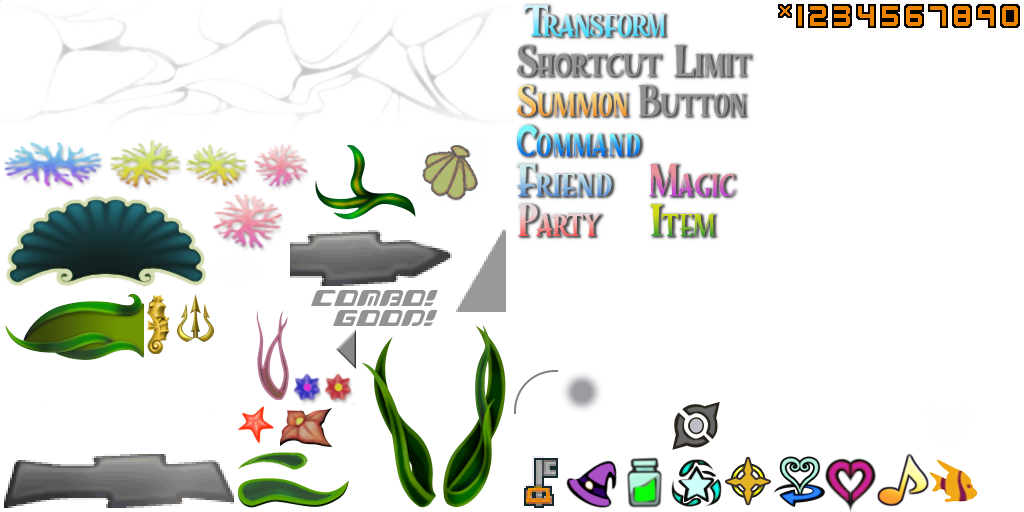 ×1234567890
TRANSFORM
SHORTCUT LIMIT
SUMMON BUTTON
COMMAND
FRIEND MAGIC
PARTY ITEM
COMBO!
GOOD!